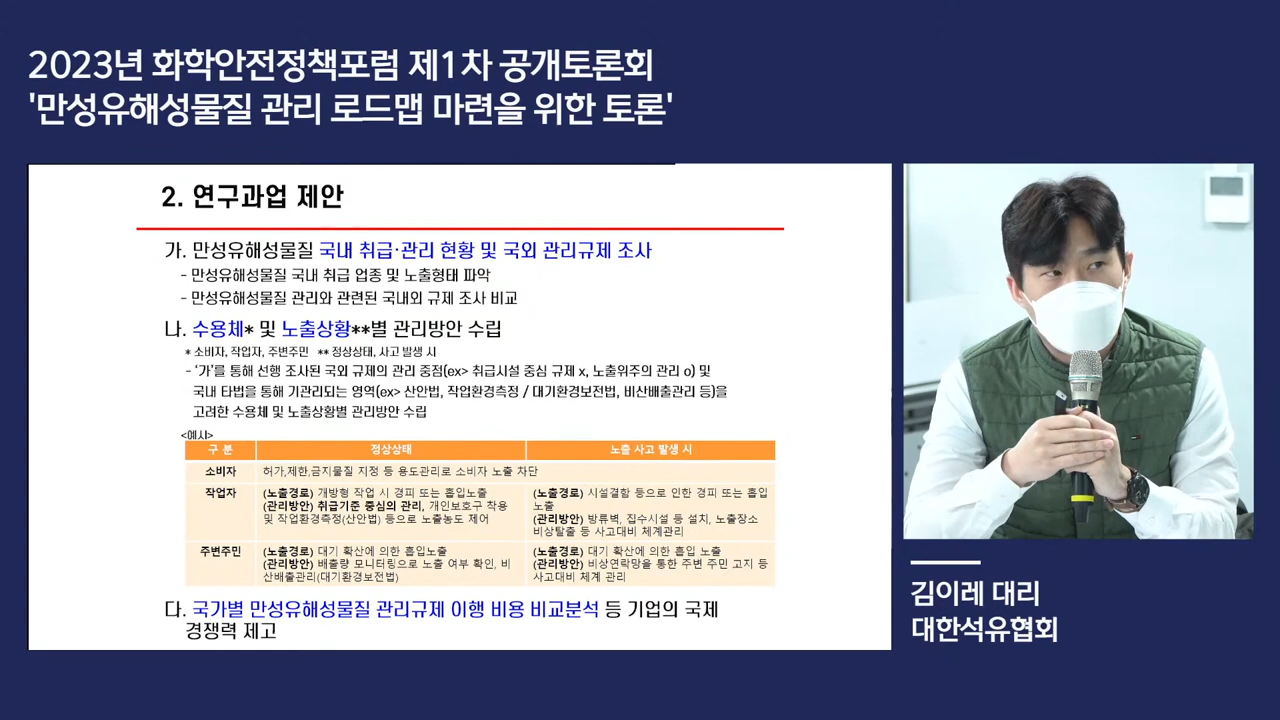 2023년 화학안전정책포럼 제1차 공개토론회
'만성유해성물질 관리 로드맵 마련을 위한 토론'
2. 연구과업 제안
가. 만성유해성물질 국내 취급·관리 현황 및 국외 관리규제 조사
- 만성유해성물질 국내 취급 업종 및 노출형태 파악
- 만성유해성물질 관리와 관련된 국내외 규제 조사 비교
나. 수용체* 및 노출상황**별 관리방안 수립
* 소비자, 작업자, 주변주민 ** 정상상태, 사고 발생 시
- '가'를 통해 선행 조사된 국외 규제의 관리 중점(ex> 취급시설 중심 규제 x, 노출위주의 관리 o) 및
국내 타법을 통해 기관리되는 영역(ex> 산안법, 작업환경측정 / 대기환경보전법, 비산배출관리 등)을
고려한 수용체 및 노출상황별 관리방안 수립
<예시>
구 분 정상상태 노출 사고 발생 시
소비자 허가,제한,금지물질 지정 등 용도관리로 소비자 노출 차단
작업자 (노출경로) 개방형 작업 시 경피 또는 흡입노출
(관리방안) 취급기준 중심의 관리, 개인보호구 착용
및 작업환경측정(산안법) 등으로 노출농도 제어
(노출경로) 시설결함 등으로 인한 경피 또는 흡입
노출
(관리방안) 방류벽, 집수시설 등 설치, 노출장소
비상탈출 등 사고대비 체계관리
주변주민 (노출경로) 대기 확산에 의한 흡입노출
(관리방안) 배출량 모니터링으로 노출 여부 확인, 비
산배출관리(대기환경보전법)
(노출경로) 대기 확산에 의한 흡입 노출
(관리방안) 비상연락망을 통한 주변 주민 고지 등
사고대비 체계 관리
다. 국가별 만성유해성물질 관리규제 이행 비용 비교분석 등 기업의 국제
경쟁력 제고
김이레 대리
대한석유협회